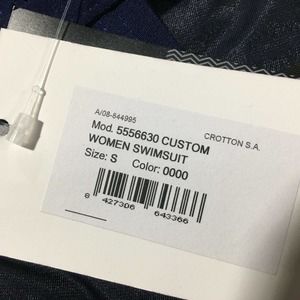 A/08-844995
CROTTON S.A.
Mod. 5556630 CUSTOM
WOMEN SWIMSUIT
Size: S Color: 0000
8 427306 643366